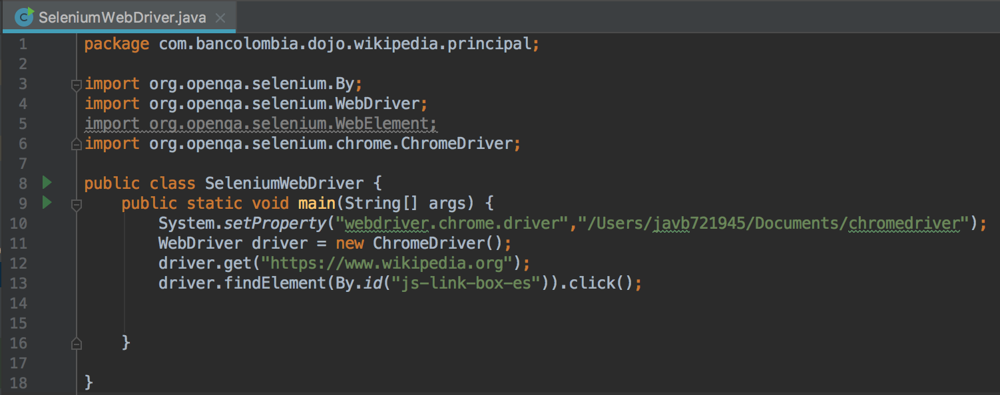 SeleniumWebDriver.java
1 package com.bancolombia.dojo.wikipedia.principal;
2
3 import org.openqa.selenium.By;
4 import org.openqa.selenium.WebDriver;
5 import org.openqa.selenium.WebElement;
6 import org.openqa.selenium.chrome.ChromeDriver;
7
8 public class SeleniumWebDriver {
9 public static void main(String[] args) {
10 System.setProperty("webdriver.chrome.driver","/Users/javb721945/Documents/chromedriver");
11 WebDriver driver = new ChromeDriver();
12 driver.get("https://www.wikipedia.org");
13 driver.findElement(By.id("js-link-box-es")).click();
14
15
16 }
17
18 }